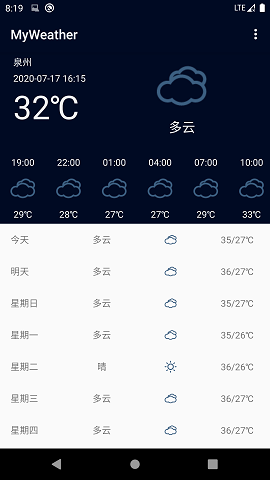 8:19 LTE
MyWeather
泉州
2020-07-17 16:15
32℃
多云
19:00 22:00 01:00 04:00 07:00 10:00
29℃ 28℃ 27℃ 27℃ 29℃ 33℃
今天 多云 35/27℃
明天 多云 36/27℃
星期日 多云 35/27℃
星期一 多云 35/26℃
星期二 晴 36/26℃
星期三 多云 36/27℃
星期四 多云 36/27℃